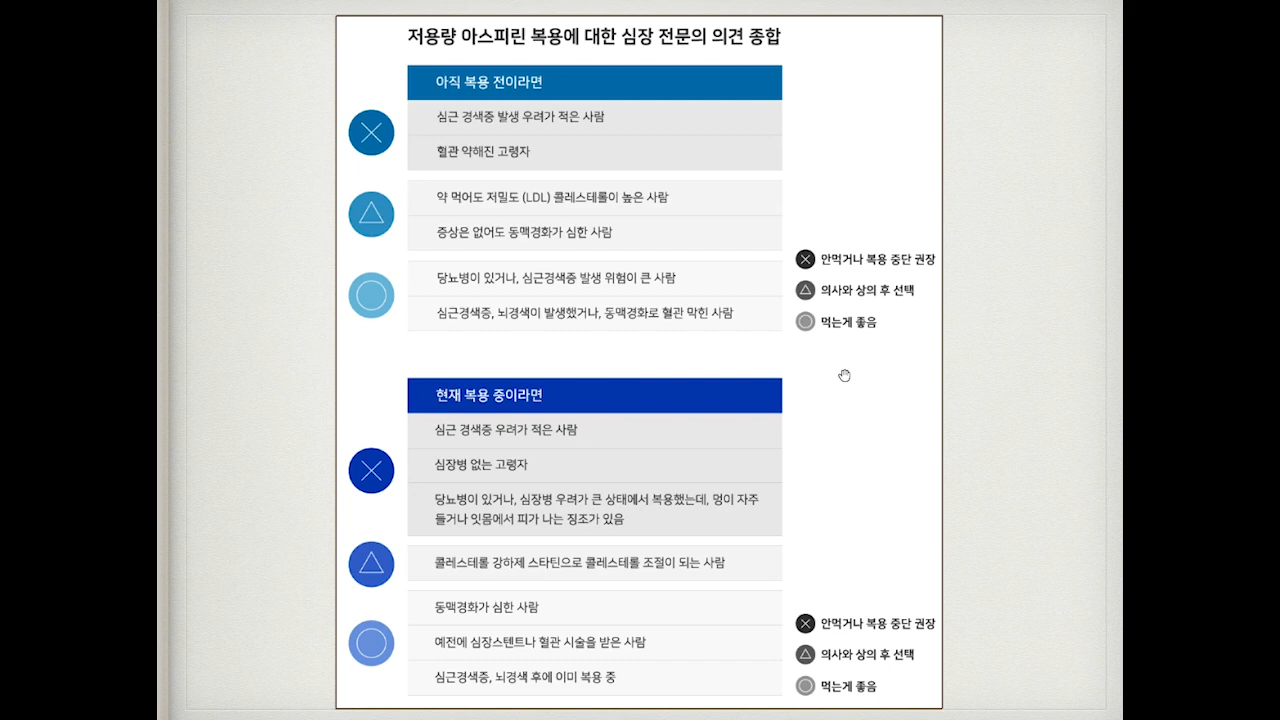 저용량 아스피린 복용에 대한 심장 전문의 의견 종합
아직 복용 전이라면
심근 경색증 발생 우려가 적은 사람
혈관 약해진 고령자
약 먹어도 저밀도 (LDL) 콜레스테롤이 높은 사람
증상은 없어도 동맥경화가 심한 사람
당뇨병이 있거나, 심근경색증 발생 위험이 큰 사람
심근경색증, 뇌경색이 발생했거나, 동맥경화로 혈관 막힌 사람
안먹거나 복용 중단 권장
의사와 상의 후 선택
먹는게 좋음
현재 복용 중이라면
심근 경색증 우려가 적은 사람
심장병 없는 고령자
당뇨병이 있거나, 심장병 우려가 큰 상태에서 복용했는데, 멍이 자주
들거나 잇몸에서 피가 나는 징조가 있음
콜레스테롤 강하제 스타틴으로 콜레스테롤 조절이 되는 사람
동맥경화가 심한 사람
예전에 심장스텐트나 혈관 시술을 받은 사람
심근경색증, 뇌경색 후에 이미 복용 중
안먹거나 복용 중단 권장
의사와 상의 후 선택
먹는게 좋음